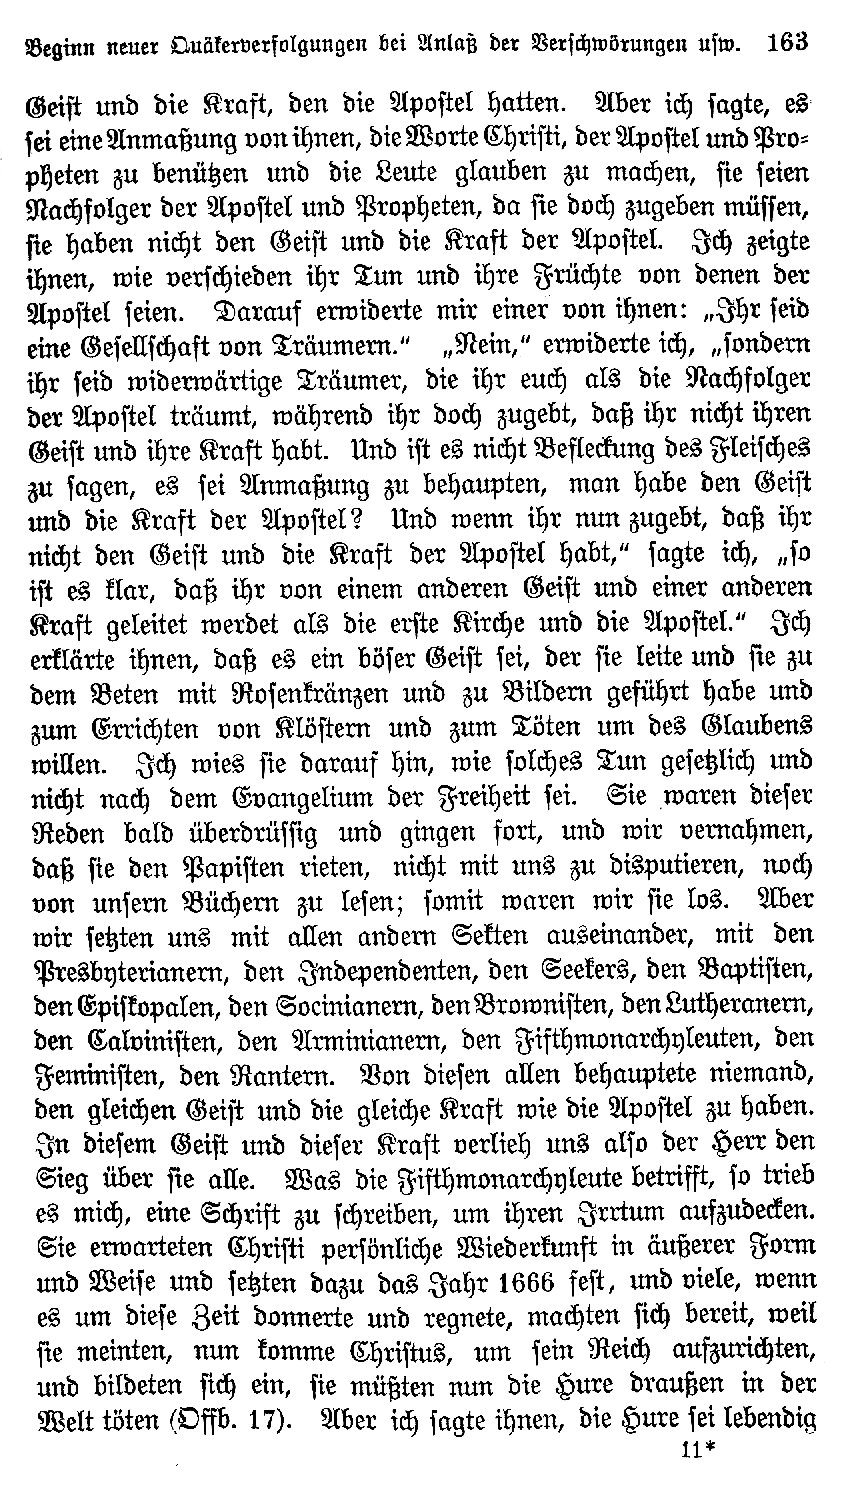 Beginn neuer Quäkerverfolgungen bei Anlaß der Verschwörungen usw. 163
Geist und die Kraft, den die Apostel hatten. Aber ich sagte, es
sei eine Anmaßung von ihnen, die Worte Christi, der Apostel und Pro-
pheten zu benützen und die Leute glauben zu machen, sie seien
Nachfolger der Apostel und Propheten, da sie doch zugeben müssen,
sie haben nicht den Geist und die Kraft der Apostel. Ich zeigte
ihnen, wie verschieden ihr Tun und ihre Früchte von denen der
Apostel seien. Darauf erwiderte mir einer von ihnen: „Ihr seid
eine Gesellschaft von Träumern.“ „Nein,“ erwiderte ich, „sondern
ihr seid widerwärtige Träumer, die ihr euch als die Nachfolger
der Apostel träumt, während ihr doch zugebt, daß ihr nicht ihren
Geist und ihre Kraft habt. Und ist es nicht Befleckung des Fleisches
zu sagen, es sei Anmaßung zu behaupten, man habe den Geist
und die Kraft der Apostel? Und wenn ihr nun zugebt, daß ihr
nicht den Geist und die Kraft der Apostel habt,“ sagte ich, „so
ist es klar, daß ihr von einem anderen Geist und einer anderen
Kraft geleitet werdet als die erste Kirche und die Apostel.“ Ich
erklärte ihnen, daß es ein böser Geist sei, der sie leite und sie zu
dem Beten mit Rosenkränzen und zu Bildern geführt habe und
zum Errichten von Klöstern und zum Töten um des Glaubens
willen. Ich wies sie darauf hin, wie solches Tun gesetzlich und
nicht nach dem Evangelium der Freiheit sei. Sie waren dieser
Reden bald überdrüssig und gingen fort, und wir vernahmen,
daß sie den Papisten rieten, nicht mit uns zu disputieren, noch
von unsern Büchern zu lesen; somit waren wir sie los. Aber
wir setzten uns mit allen andern Sekten auseinander, mit den
Presbyterianern, den Independenten, den Seekers, den Baptisten,
den Episkopalen, den Socinianern, den Brownisten, den Lutheranern,
den Calvinisten, den Arminianern, den Fifthmonarchyleuten, den
Feministen, den Rantern. Von diesen allen behauptete niemand,
den gleichen Geist und die gleiche Kraft wie die Apostel zu haben.
In diesem Geist und dieser Kraft verlieh uns also der Herr den
Sieg über sie alle. Was die Fifthmonarchyleute betrifft, so trieb
es mich, eine Schrift zu schreiben, um ihren Irrtum aufzudecken.
Sie erwarteten Christi persönliche Wiederkunft in äußerer Form
und Weise und setzten dazu das Jahr 1666 fest, und viele, wenn
es um diese Zeit donnerte und regnete, machten sich bereit, weil
sie meinten, nun komme Christus, um sein Reich aufzurichten,
und bildeten sich ein, sie müßten nun die Hure draußen in der
Welt töten (Offb. 17). Aber ich sagte ihnen, die Hure sei lebendig
11*